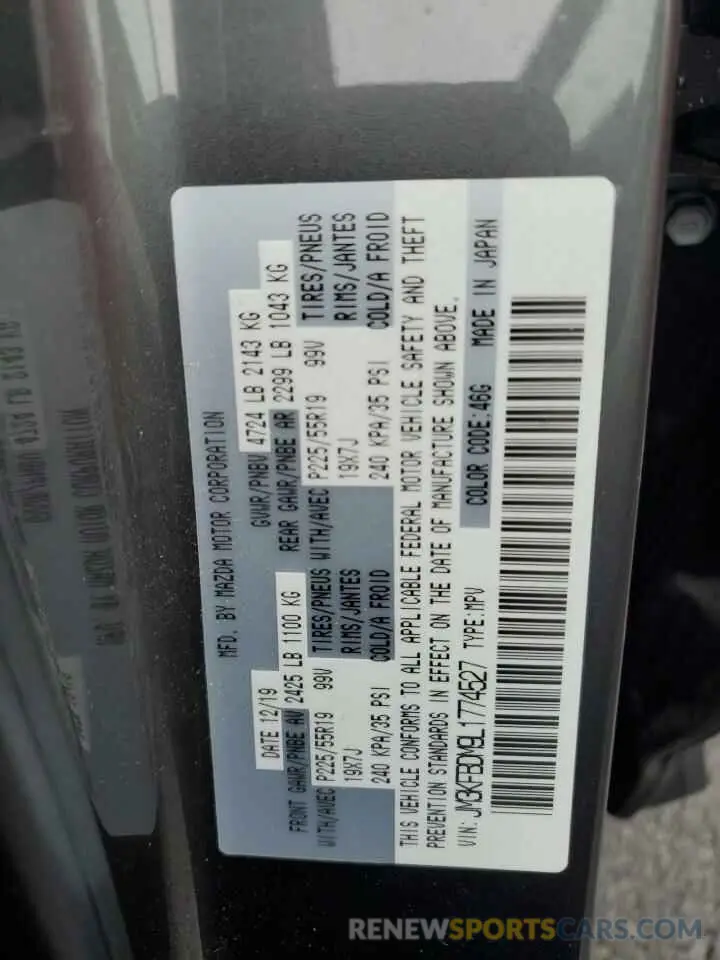 MFD. BY MAZDA MOTOR CORPORATION
DATE 12/19 GVWR/PNBV 4724 LB 2143 KG
FRONT GAWR/PNBE AV 2425 LB 1100 KG REAR GAWR/PNBE AR 2299 LB 1043 KG
WITH/AVEC P225/55R19 99V TIRES/PNEUS WITH/AVEC P225/55R19 99V TIRES/PNEUS
19X7J RIMS/JANTES 19X7J RIMS/JANTES
240 KPA/35 PSI COLD/A FROID 240 KPA/35 PSI COLD/A FROID
THIS VEHICLE CONFORMS TO ALL APPLICABLE FEDERAL MOTOR VEHICLE SAFETY AND THEFT
PREVENTION STANDARDS IN EFFECT ON THE DATE OF MANUFACTURE SHOWN ABOVE.
VIN: JM3KFBDM9L1774527 TYPE:MPV
COLOR CODE:46G MADE IN JAPAN
RENEWSPORTSCARS.COM